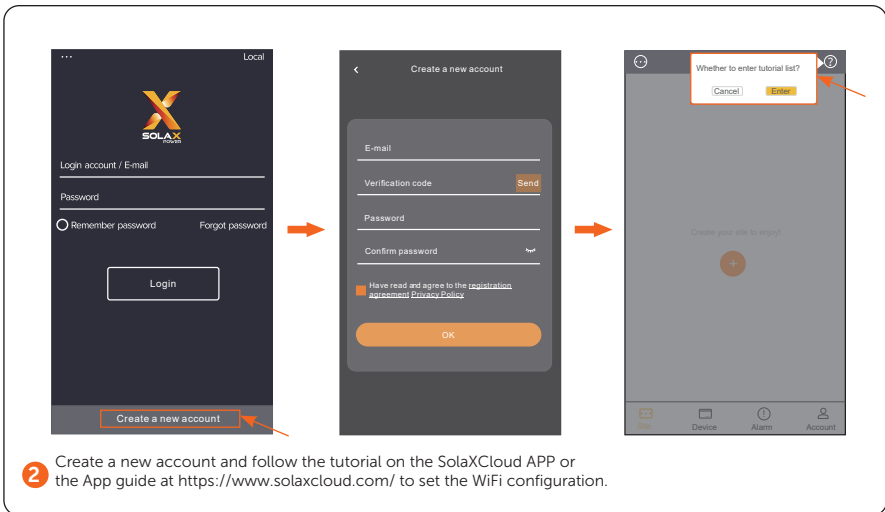 ... Local
SOLAX
POWER
Login account / E-mail
Password
Remember password Forgot password
Login
Create a new account
Create a new account
E-mail
Verification code Send
Password
Confirm password
Have read and agree to the registration
agreement Privacy Policy
OK
?
Whether to enter tutorial list?
Cancel Enter
Create your site to enjoy!
+
Site Device Alarm Account
2 Create a new account and follow the tutorial on the SolaXCloud APP or
the App guide at https://www.solaxcloud.com/ to set the WiFi configuration.